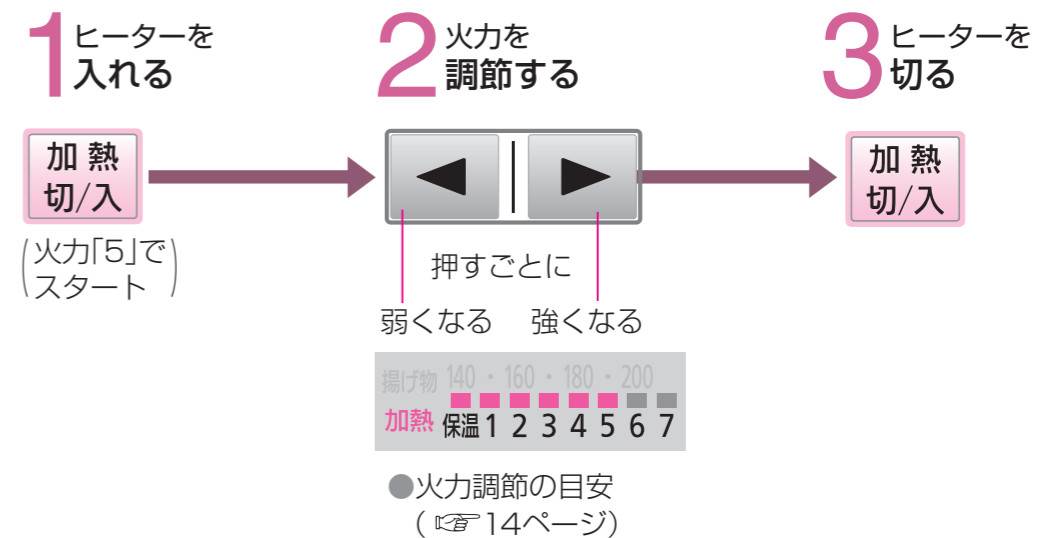 1 ヒーターを
入れる
加 熱
切/入
(火力「5」で
スタート)
2 火力を
調節する
◀ | ▶
押すごとに
弱くなる 強くなる
揚げ物 140 ・ 160 ・ 180 ・ 200
加熱 保温 1 2 3 4 5 6 7
●火力調節の目安
(☞14ページ)
3 ヒーターを
切る
加 熱
切/入